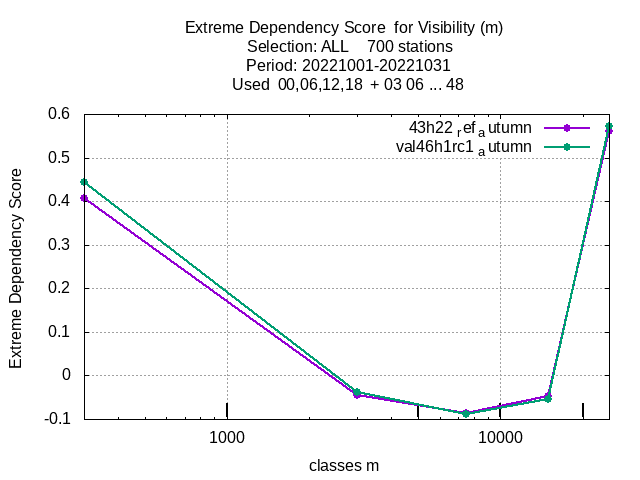 Extreme Dependency Score  for Visibility (m)
Selection: ALL    700 stations
Period: 20221001-20221031
Used  00,06,12,18  + 03 06 ... 48
0.6
0.5
0.4
0.3
0.2
0.1
0
-0.1
Extreme Dependency Score
43h22 ref autumn
val46h1rc1 autumn
1000
10000
classes m